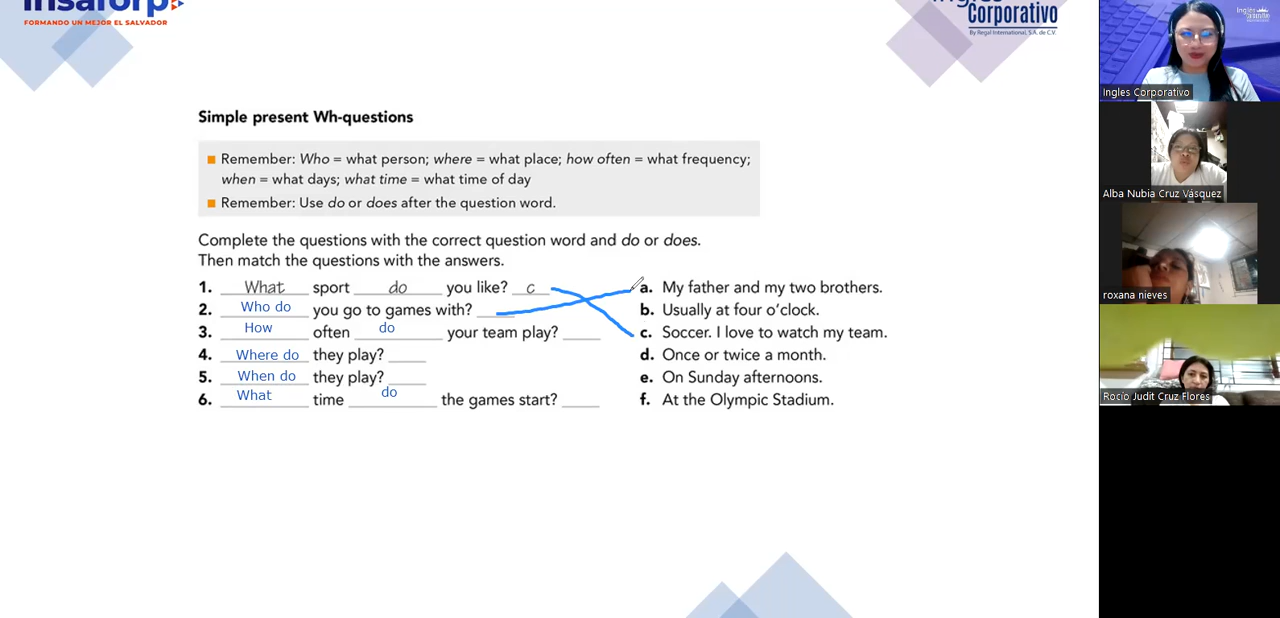 FORMANDO UN MEJOR EL SALVADOR
Corporativo
By Regal International, S.A. de C.V.
Simple present Wh-questions
Remember: Who = what person; where = what place; how often = what frequency;
when = what days; what time = what time of day
Remember: Use do or does after the question word.
Complete the questions with the correct question word and do or does.
Then match the questions with the answers.
1. What sport do you like? c
2. Who do you go to games with?
3. How often do your team play?
4. Where do they play?
5. When do they play?
6. What time do the games start?
a. My father and my two brothers.
b. Usually at four o'clock.
c. Soccer. I love to watch my team.
d. Once or twice a month.
e. On Sunday afternoons.
f. At the Olympic Stadium.
Ingles Corporativo
Alba Nubia Cruz Vásquez
roxana nieves
Rocío Judit Cruz Flores